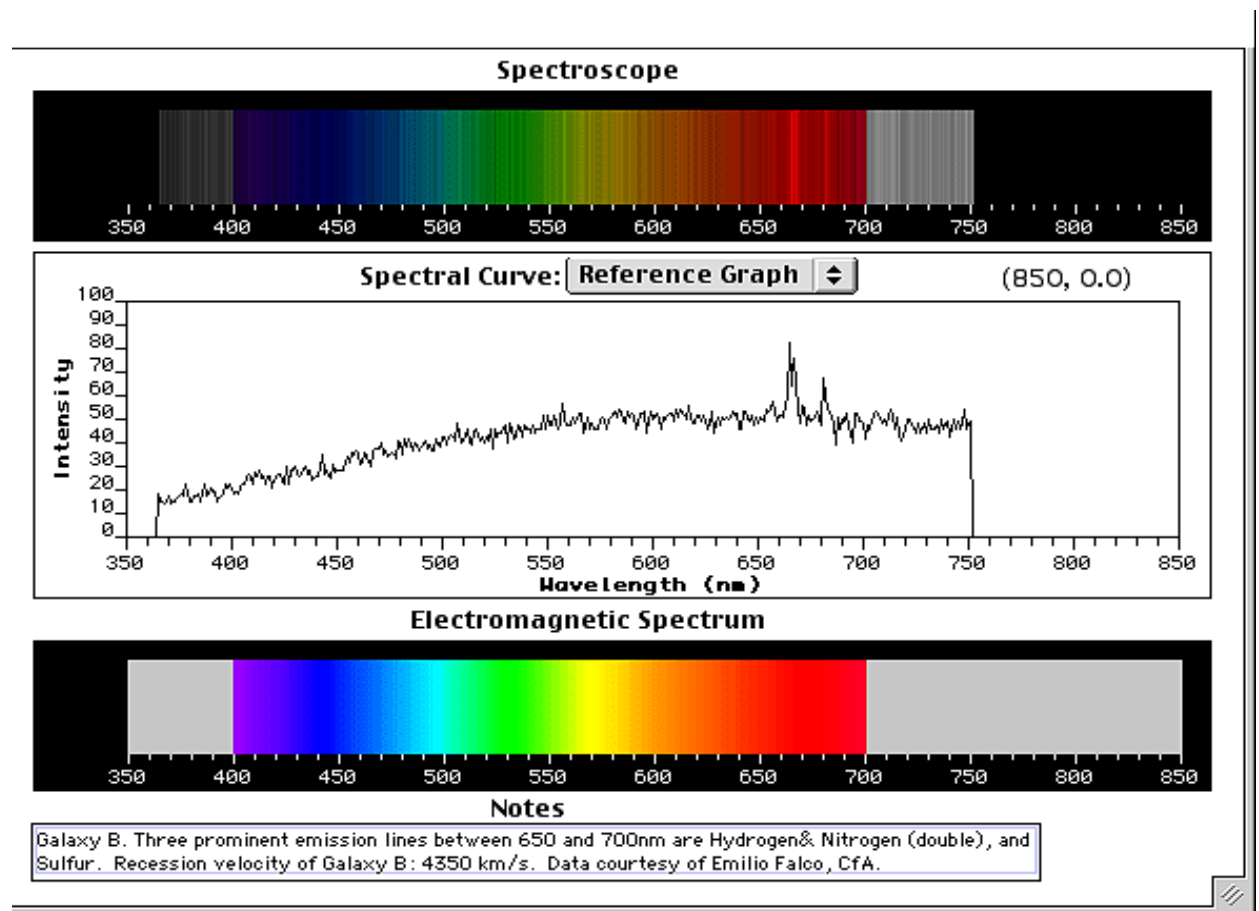 Spectroscope
350 400 450 500 550 600 650 700 750 800 850
Spectral Curve: Reference Graph (850, 0.0)
100
90
80
70
60
50
40
30
20
10
0
Intensity
350 400 450 500 550 600 650 700 750 800 850
Wavelength (nm)
Electromagnetic Spectrum
350 400 450 500 550 600 650 700 750 800 850
Notes
Galaxy B. Three prominent emission lines between 650 and 700nm are Hydrogen& Nitrogen (double), and
Sulfur. Recession velocity of Galaxy B: 4350 km/s. Data courtesy of Emilio Falco, CfA.